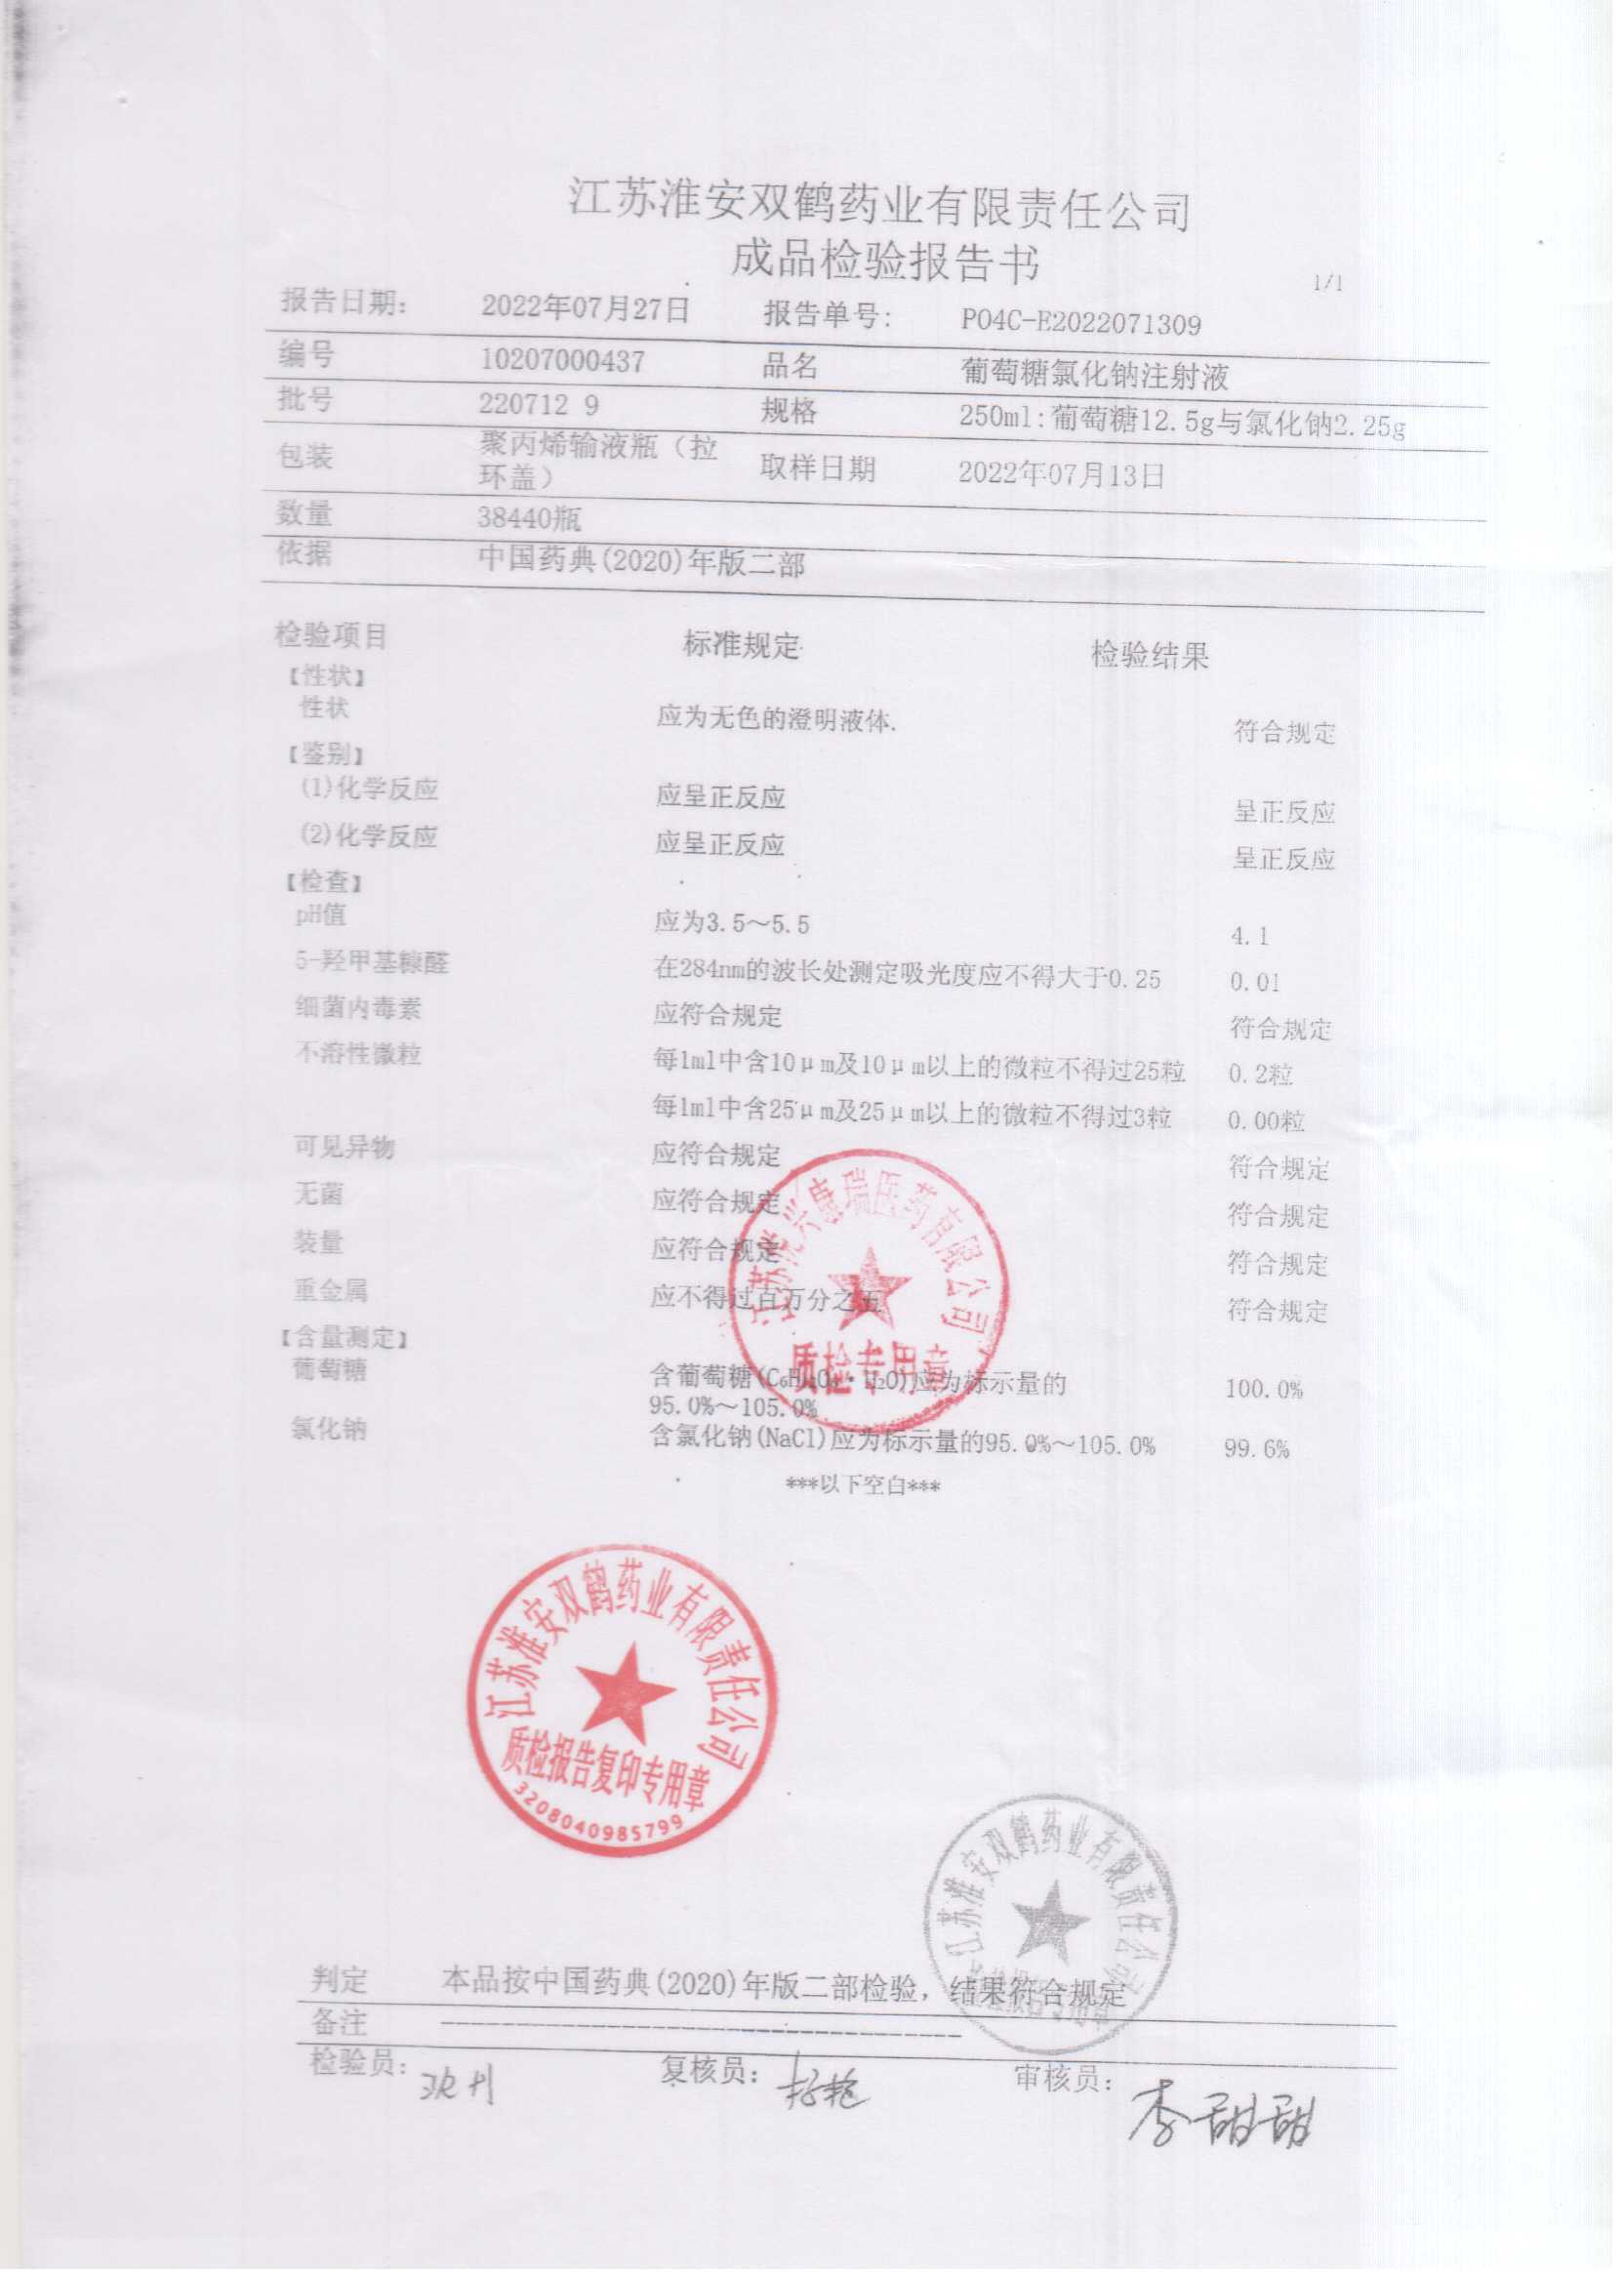 江苏淮安双鹤药业有限责任公司
成品检验报告书
1/1
报告日期： 2022年07月27日 报告单号： P04C-E2022071309
编号 10207000437 品名 葡萄糖氯化钠注射液
批号 220712 9 规格 250ml:葡萄糖12.5g与氯化钠2.25g
包装 聚丙烯输液瓶（拉环盖） 取样日期 2022年07月13日
数量 38440瓶
依据 中国药典(2020)年版二部
检验项目 标准规定 检验结果
【性状】
性状 应为无色的澄明液体. 符合规定
【鉴别】
(1)化学反应 应呈正反应 呈正反应
(2)化学反应 应呈正反应 呈正反应
【检查】
pH值 应为3.5～5.5 4.1
5-羟甲基糠醛 在284nm的波长处测定吸光度应不得大于0.25 0.01
细菌内毒素 应符合规定 符合规定
不溶性微粒 每1ml中含10μm及10μm以上的微粒不得过25粒 0.2粒
每1ml中含25μm及25μm以上的微粒不得过3粒 0.00粒
可见异物 应符合规定 符合规定
无菌 应符合规定 符合规定
装量 应符合规定 符合规定
重金属 应不得过百万分之五 符合规定
【含量测定】
葡萄糖 含葡萄糖(C₆H₁₂O₆·H₂O)应为标示量的 100.0%
95.0%～105.0%
氯化钠 含氯化钠(NaCl)应为标示量的95.0%～105.0% 99.6%
***以下空白***
康瑞医药有限公司
质检专用章
江苏淮安双鹤药业有限责任公司
质检报告复印专用章
3208040985799
江苏淮安双鹤药业有限责任公司
判定 本品按中国药典(2020)年版二部检验，结果符合规定
备注 -----------------------------------
检验员： 复核员： 审核员： 李甜甜